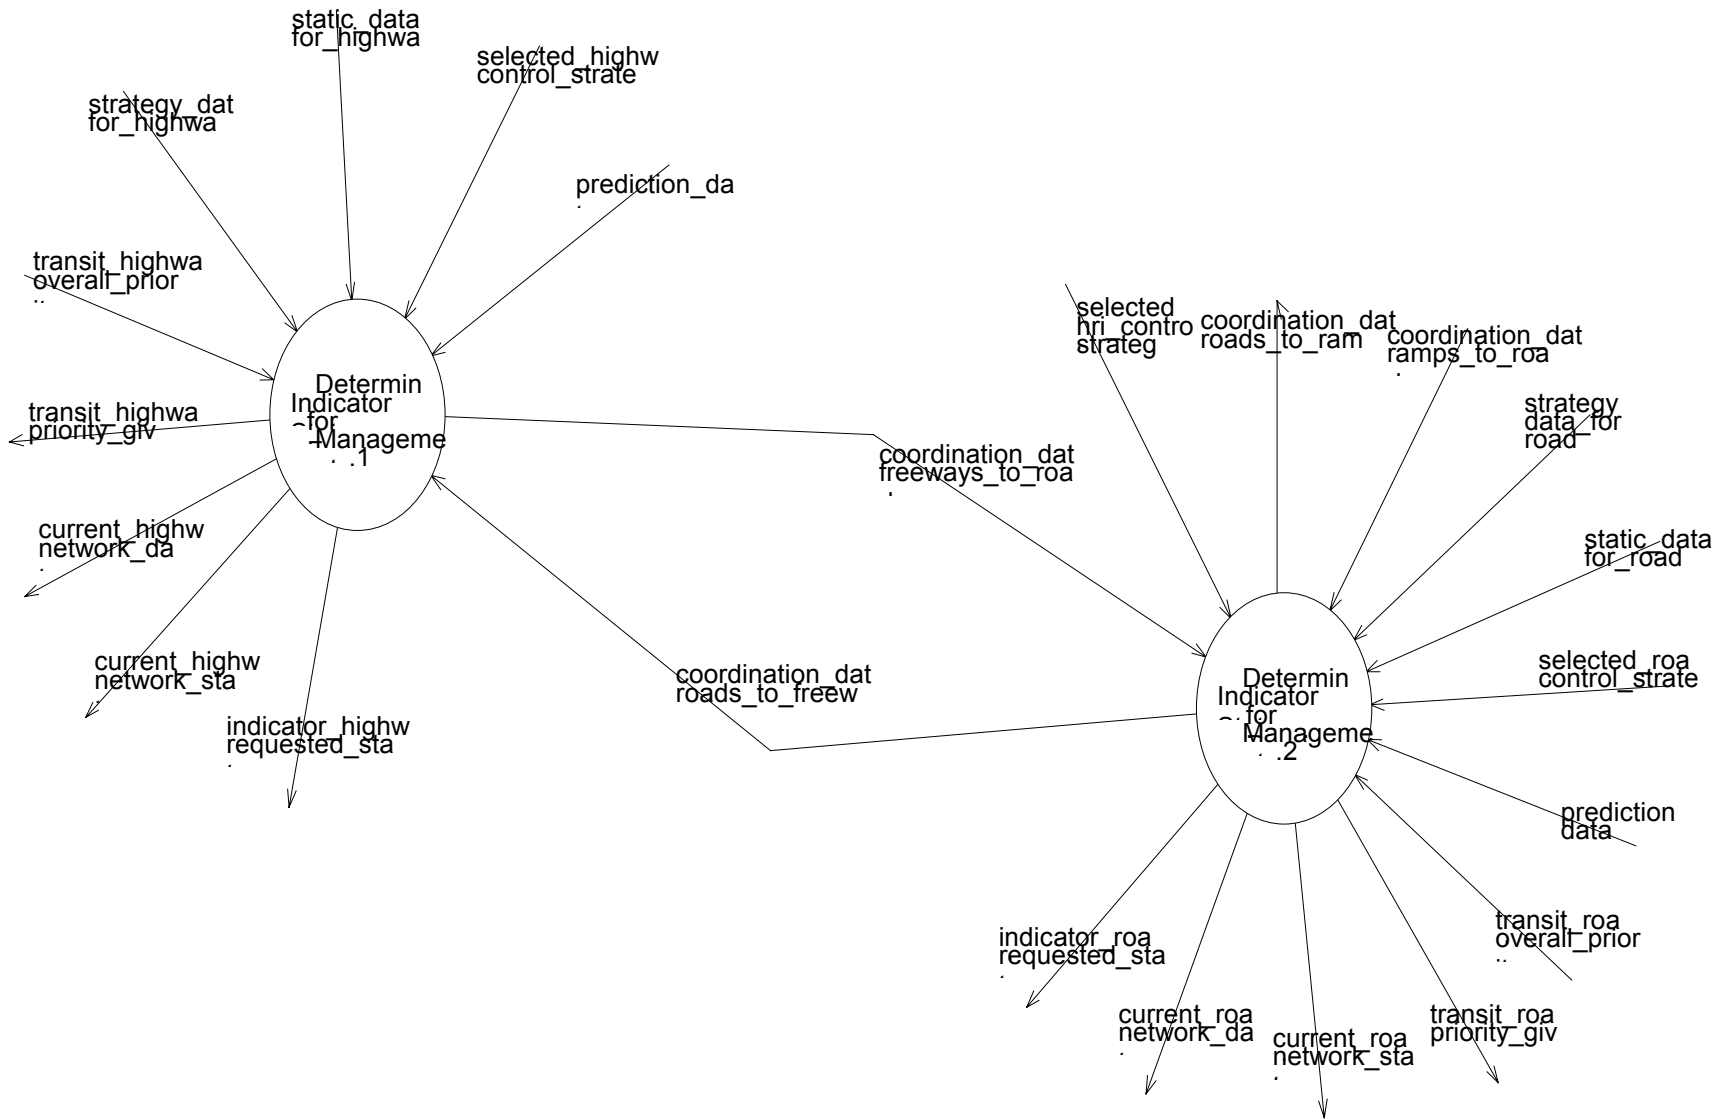 static_data
for_highwa
selected_highw
control_strate
strategy_dat
for_highwa
prediction_da
transit_highwa
overall_prior
Determin
Indicator
for
Manageme
.1
transit_highwa
priority_giv
current_highw
network_da
current_highw
network_sta
indicator_highw
requested_sta
coordination_dat
freeways_to_roa
coordination_dat
roads_to_freew
selected
hri_contro
strateg
coordination_dat
roads_to_ram
coordination_dat
ramps_to_roa
strategy
data_for
road
static_data
for_road
selected_roa
control_strate
Determin
Indicator
for
Manageme
.2
prediction
data
transit_roa
overall_prior
indicator_roa
requested_sta
current_roa
network_da
current_roa
network_sta
transit_roa
priority_giv